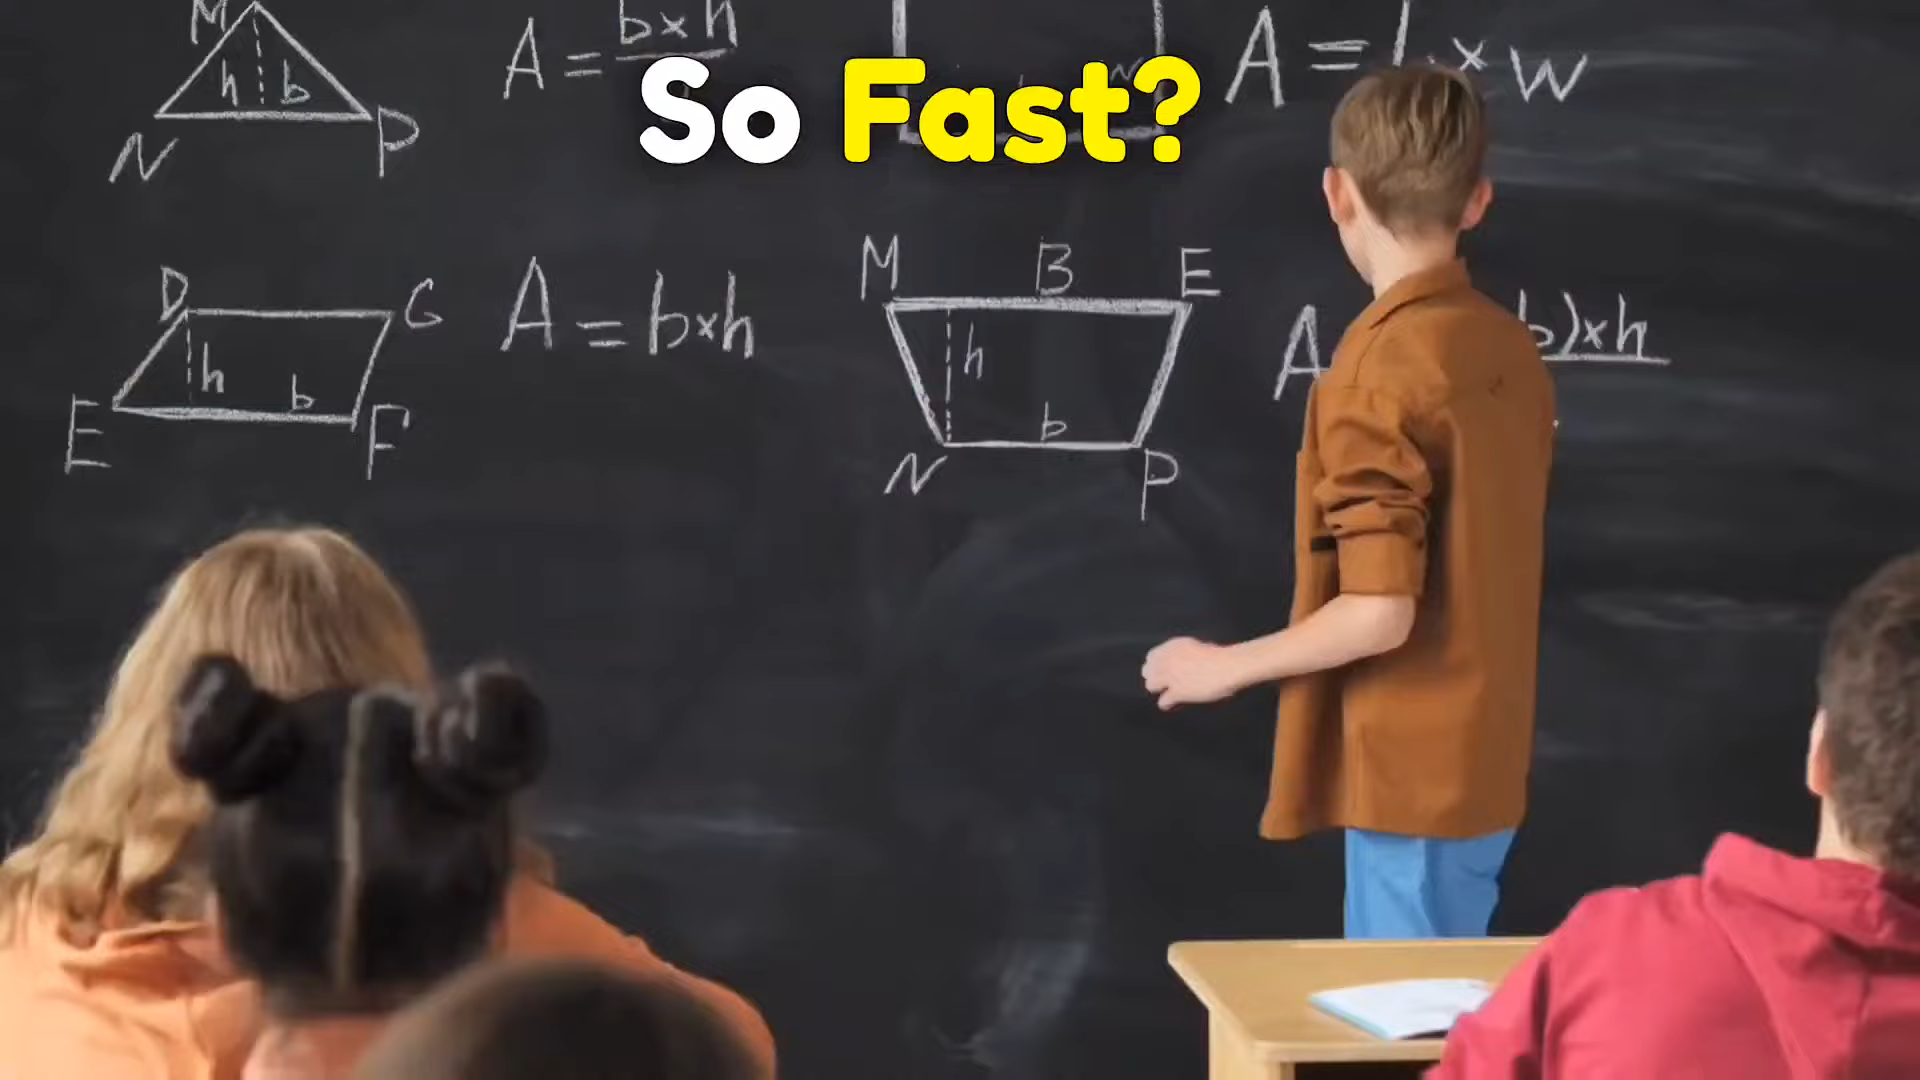 So Fast?
M
h b
N P
A = b×h
A = l × w
D G
h b
E F
A = b×h
M B E
h
b
N P
A b)×h